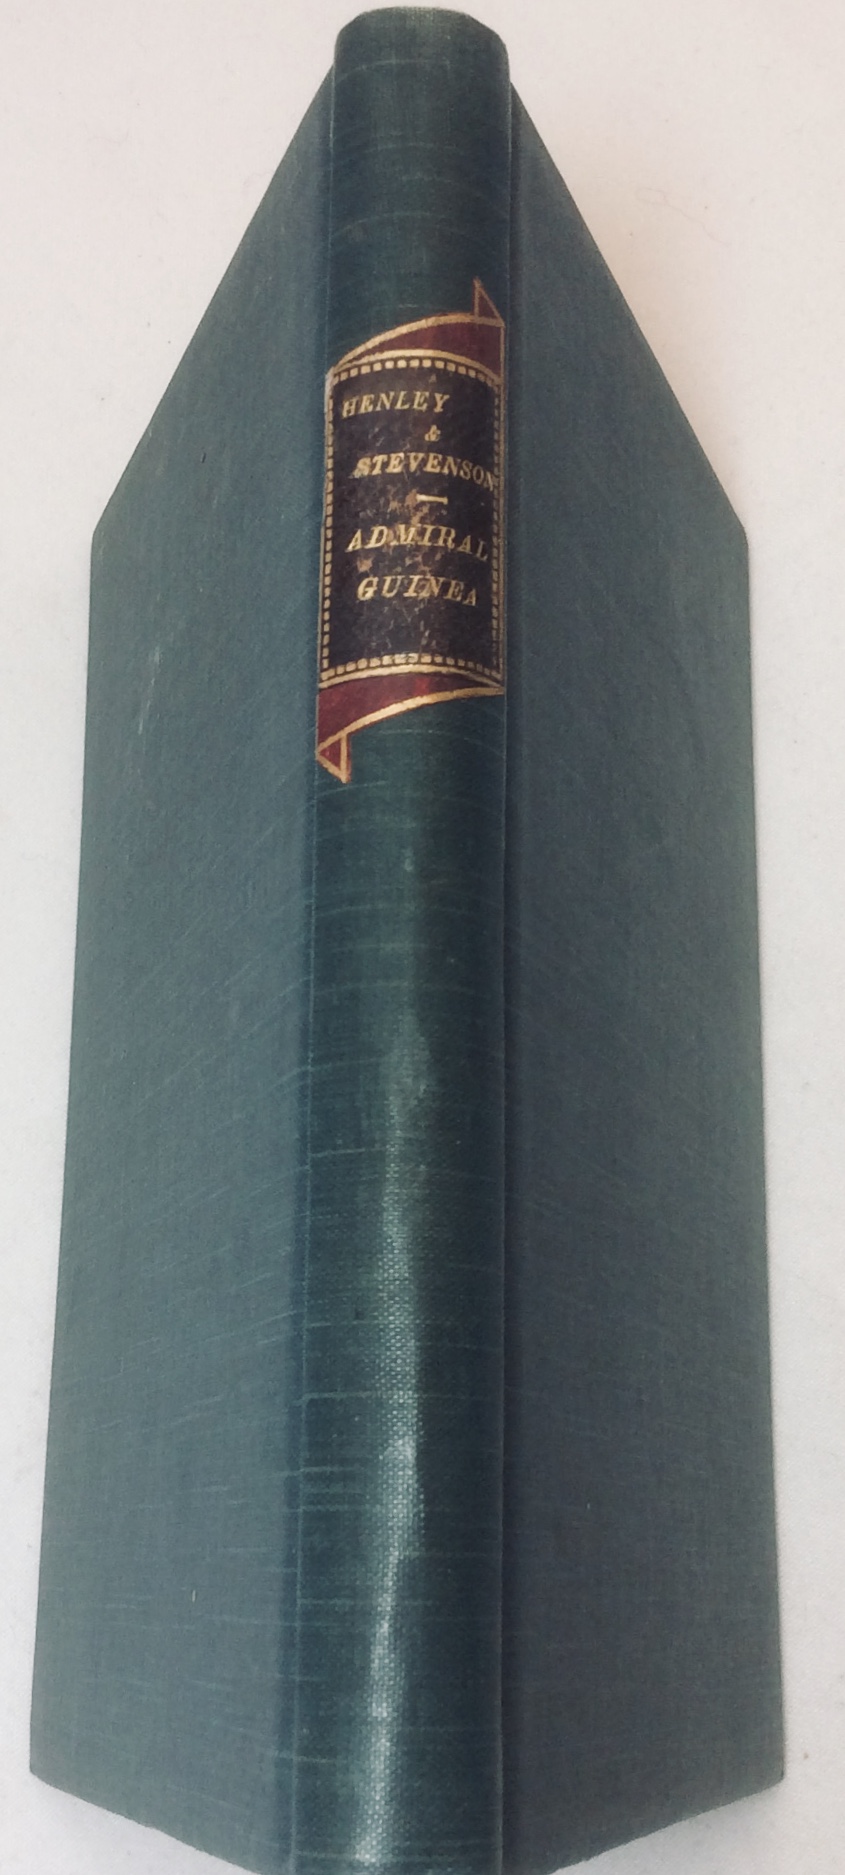 HENLEY
&
STEVENSON
ADMIRAL
GUINEA